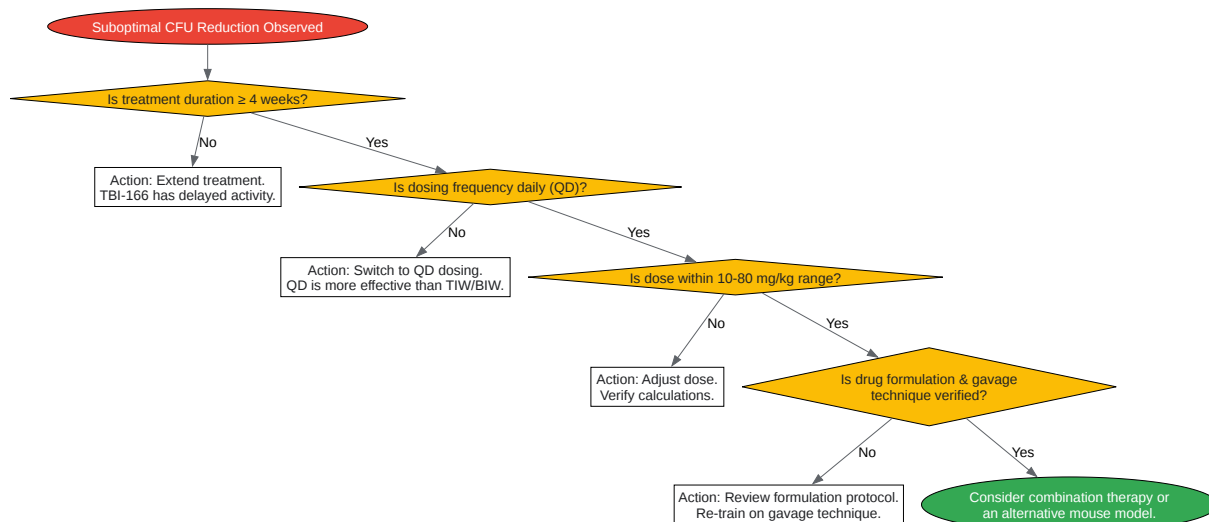 Suboptimal CFU Reduction Observed
Is treatment duration ≥ 4 weeks?
No
Yes
Action: Extend treatment.
TBI-166 has delayed activity.
Is dosing frequency daily (QD)?
No
Yes
Action: Switch to QD dosing.
QD is more effective than TIW/BIW.
Is dose within 10-80 mg/kg range?
No
Yes
Action: Adjust dose.
Verify calculations.
Is drug formulation & gavage
technique verified?
No
Yes
Action: Review formulation protocol.
Re-train on gavage technique.
Consider combination therapy or
an alternative mouse model.